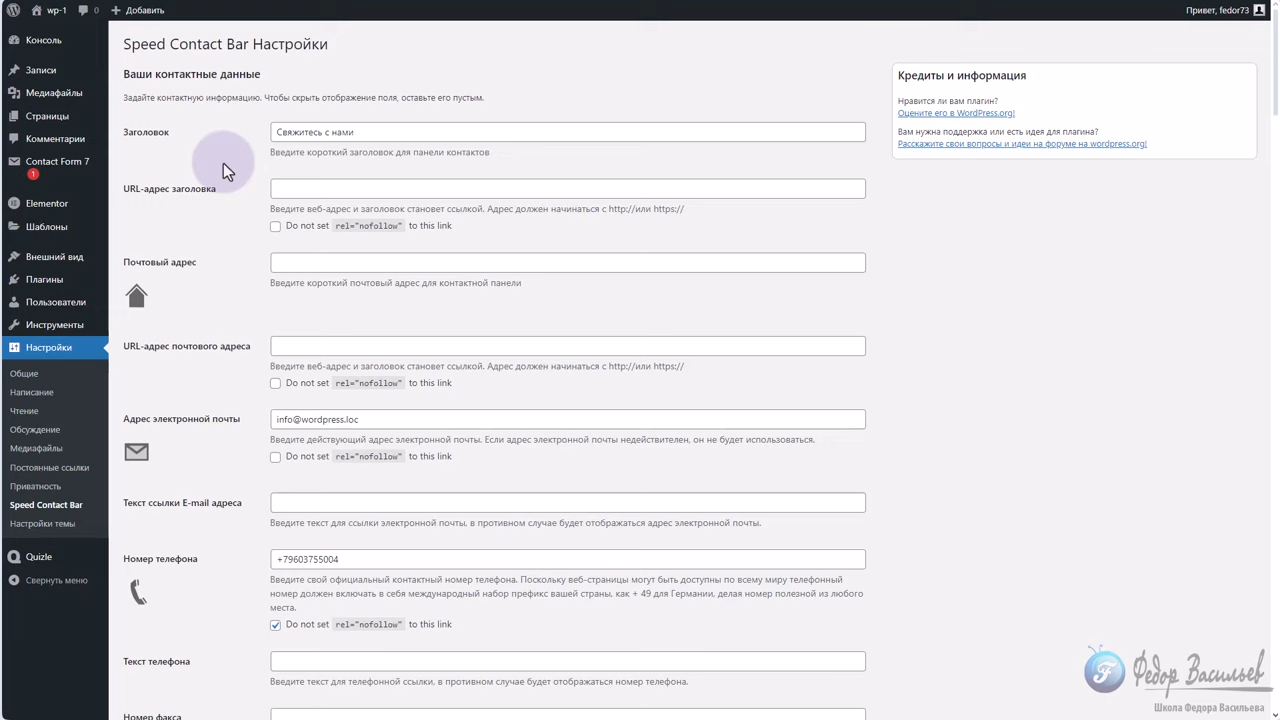 wp-1
0
Добавить
Привет, fedor73
Консоль
Записи
Медиафайлы
Страницы
Комментарии
Contact Form 7
1
Elementor
Шаблоны
Внешний вид
Плагины
Пользователи
Инструменты
Настройки
Общие
Написание
Чтение
Обсуждение
Медиафайлы
Постоянные ссылки
Приватность
Speed Contact Bar
Настройки темы
Quizle
Свернуть меню
Speed Contact Bar Настройки
Ваши контактные данные
Задайте контактную информацию. Чтобы скрыть отображение поля, оставьте его пустым.
Заголовок
Свяжитесь с нами
Введите короткий заголовок для панели контактов
URL-адрес заголовка
Введите веб-адрес и заголовок становет ссылкой. Адрес должен начинаться с http://или https://
Do not set rel="nofollow" to this link
Почтовый адрес
Введите короткий почтовый адрес для контактной панели
URL-адрес почтового адреса
Введите веб-адрес и заголовок становет ссылкой. Адрес должен начинаться с http://или https://
Do not set rel="nofollow" to this link
Адрес электронной почты
info@wordpress.loc
Введите действующий адрес электронной почты. Если адрес электронной почты недействителен, он не будет использоваться.
Do not set rel="nofollow" to this link
Текст ссылки E-mail адреса
Введите текст для ссылки электронной почты, в противном случае будет отображаться адрес электронной почты.
Номер телефона
+79603755004
Введите свой официальный контактный номер телефона. Поскольку веб-страницы могут быть доступны по всему миру телефонный
номер должен включать в себя международный набор префикс вашей страны, как + 49 для Германии, делая номер полезной из любого
места.
Do not set rel="nofollow" to this link
Текст телефона
Введите текст для телефонной ссылки, в противном случае будет отображаться номер телефона.
Номер факса
Кредиты и информация
Нравится ли вам плагин?
Оцените его в WordPress.org!
Вам нужна поддержка или есть идея для плагина?
Расскажите свои вопросы и идеи на форуме на wordpress.org!
Федор Васильев
Школа Федора Васильева